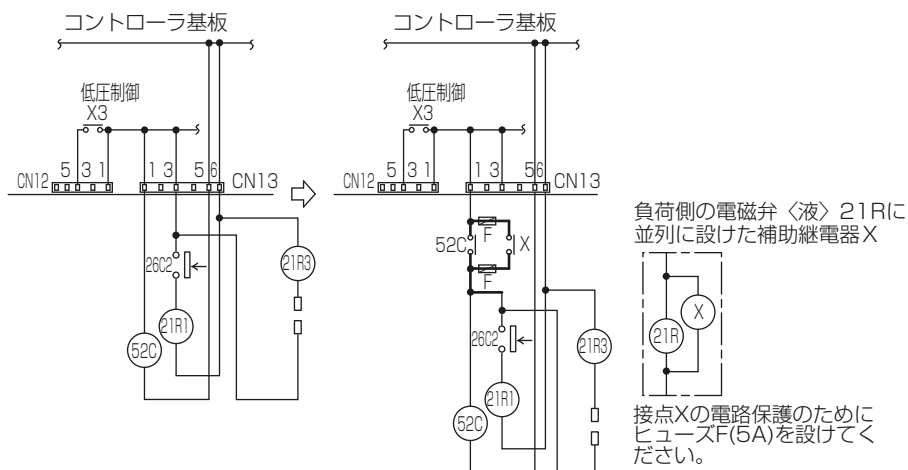 コントローラ基板
低圧制御
X3
CN12
5 3 1
1 3 5 6
CN13
26C2
21R1
21R3
52C
コントローラ基板
低圧制御
X3
CN12
5 3 1
1 3 5 6
CN13
F
52C
X
F
26C2
21R1
21R3
52C
負荷側の電磁弁〈液〉21Rに
並列に設けた補助継電器X
X
21R
接点Xの電路保護のために
ヒューズF(5A)を設けてく
ださい。